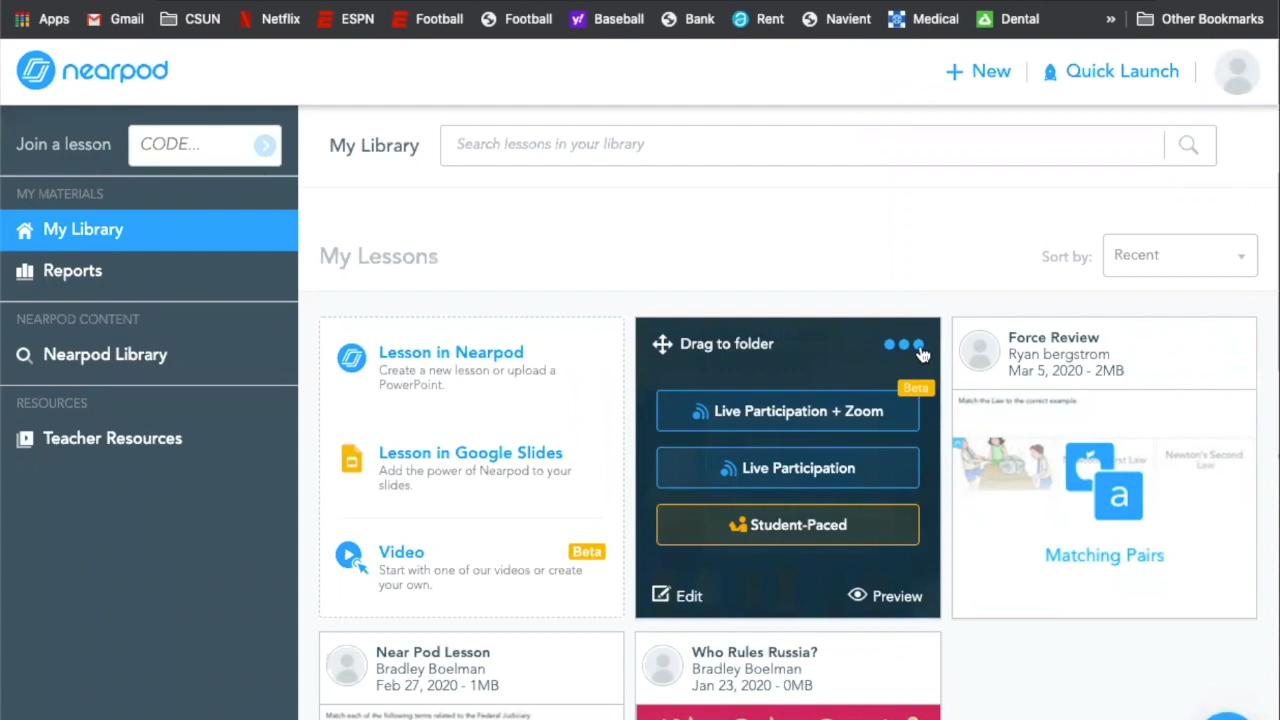 Apps Gmail CSUN Netflix ESPN Football Football Baseball Bank Rent Navient Medical Dental » Other Bookmarks
nearpod
+ New
Quick Launch
Join a lesson
CODE...
My Library
Search lessons in your library
MY MATERIALS
My Library
Reports
NEARPOD CONTENT
Nearpod Library
RESOURCES
Teacher Resources
My Lessons
Sort by:
Recent
Lesson in Nearpod
Create a new lesson or upload a
PowerPoint.
Lesson in Google Slides
Add the power of Nearpod to your
slides.
Video
Beta
Start with one of our videos or create
your own.
Drag to folder
Beta
Live Participation + Zoom
Live Participation
Student-Paced
Edit
Preview
Force Review
Ryan bergstrom
Mar 5, 2020 - 2MB
Match the Law to the correct example.
Newton's Second
Law
a
Matching Pairs
Near Pod Lesson
Bradley Boelman
Feb 27, 2020 - 1MB
Match each of the following terms related to the Federal Judiciary
Who Rules Russia?
Bradley Boelman
Jan 23, 2020 - 0MB